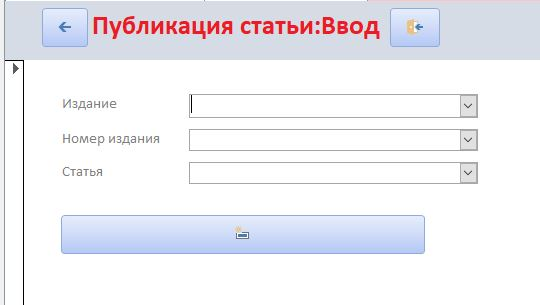 Публикация статьи:Ввод
Издание
Номер издания
Статья